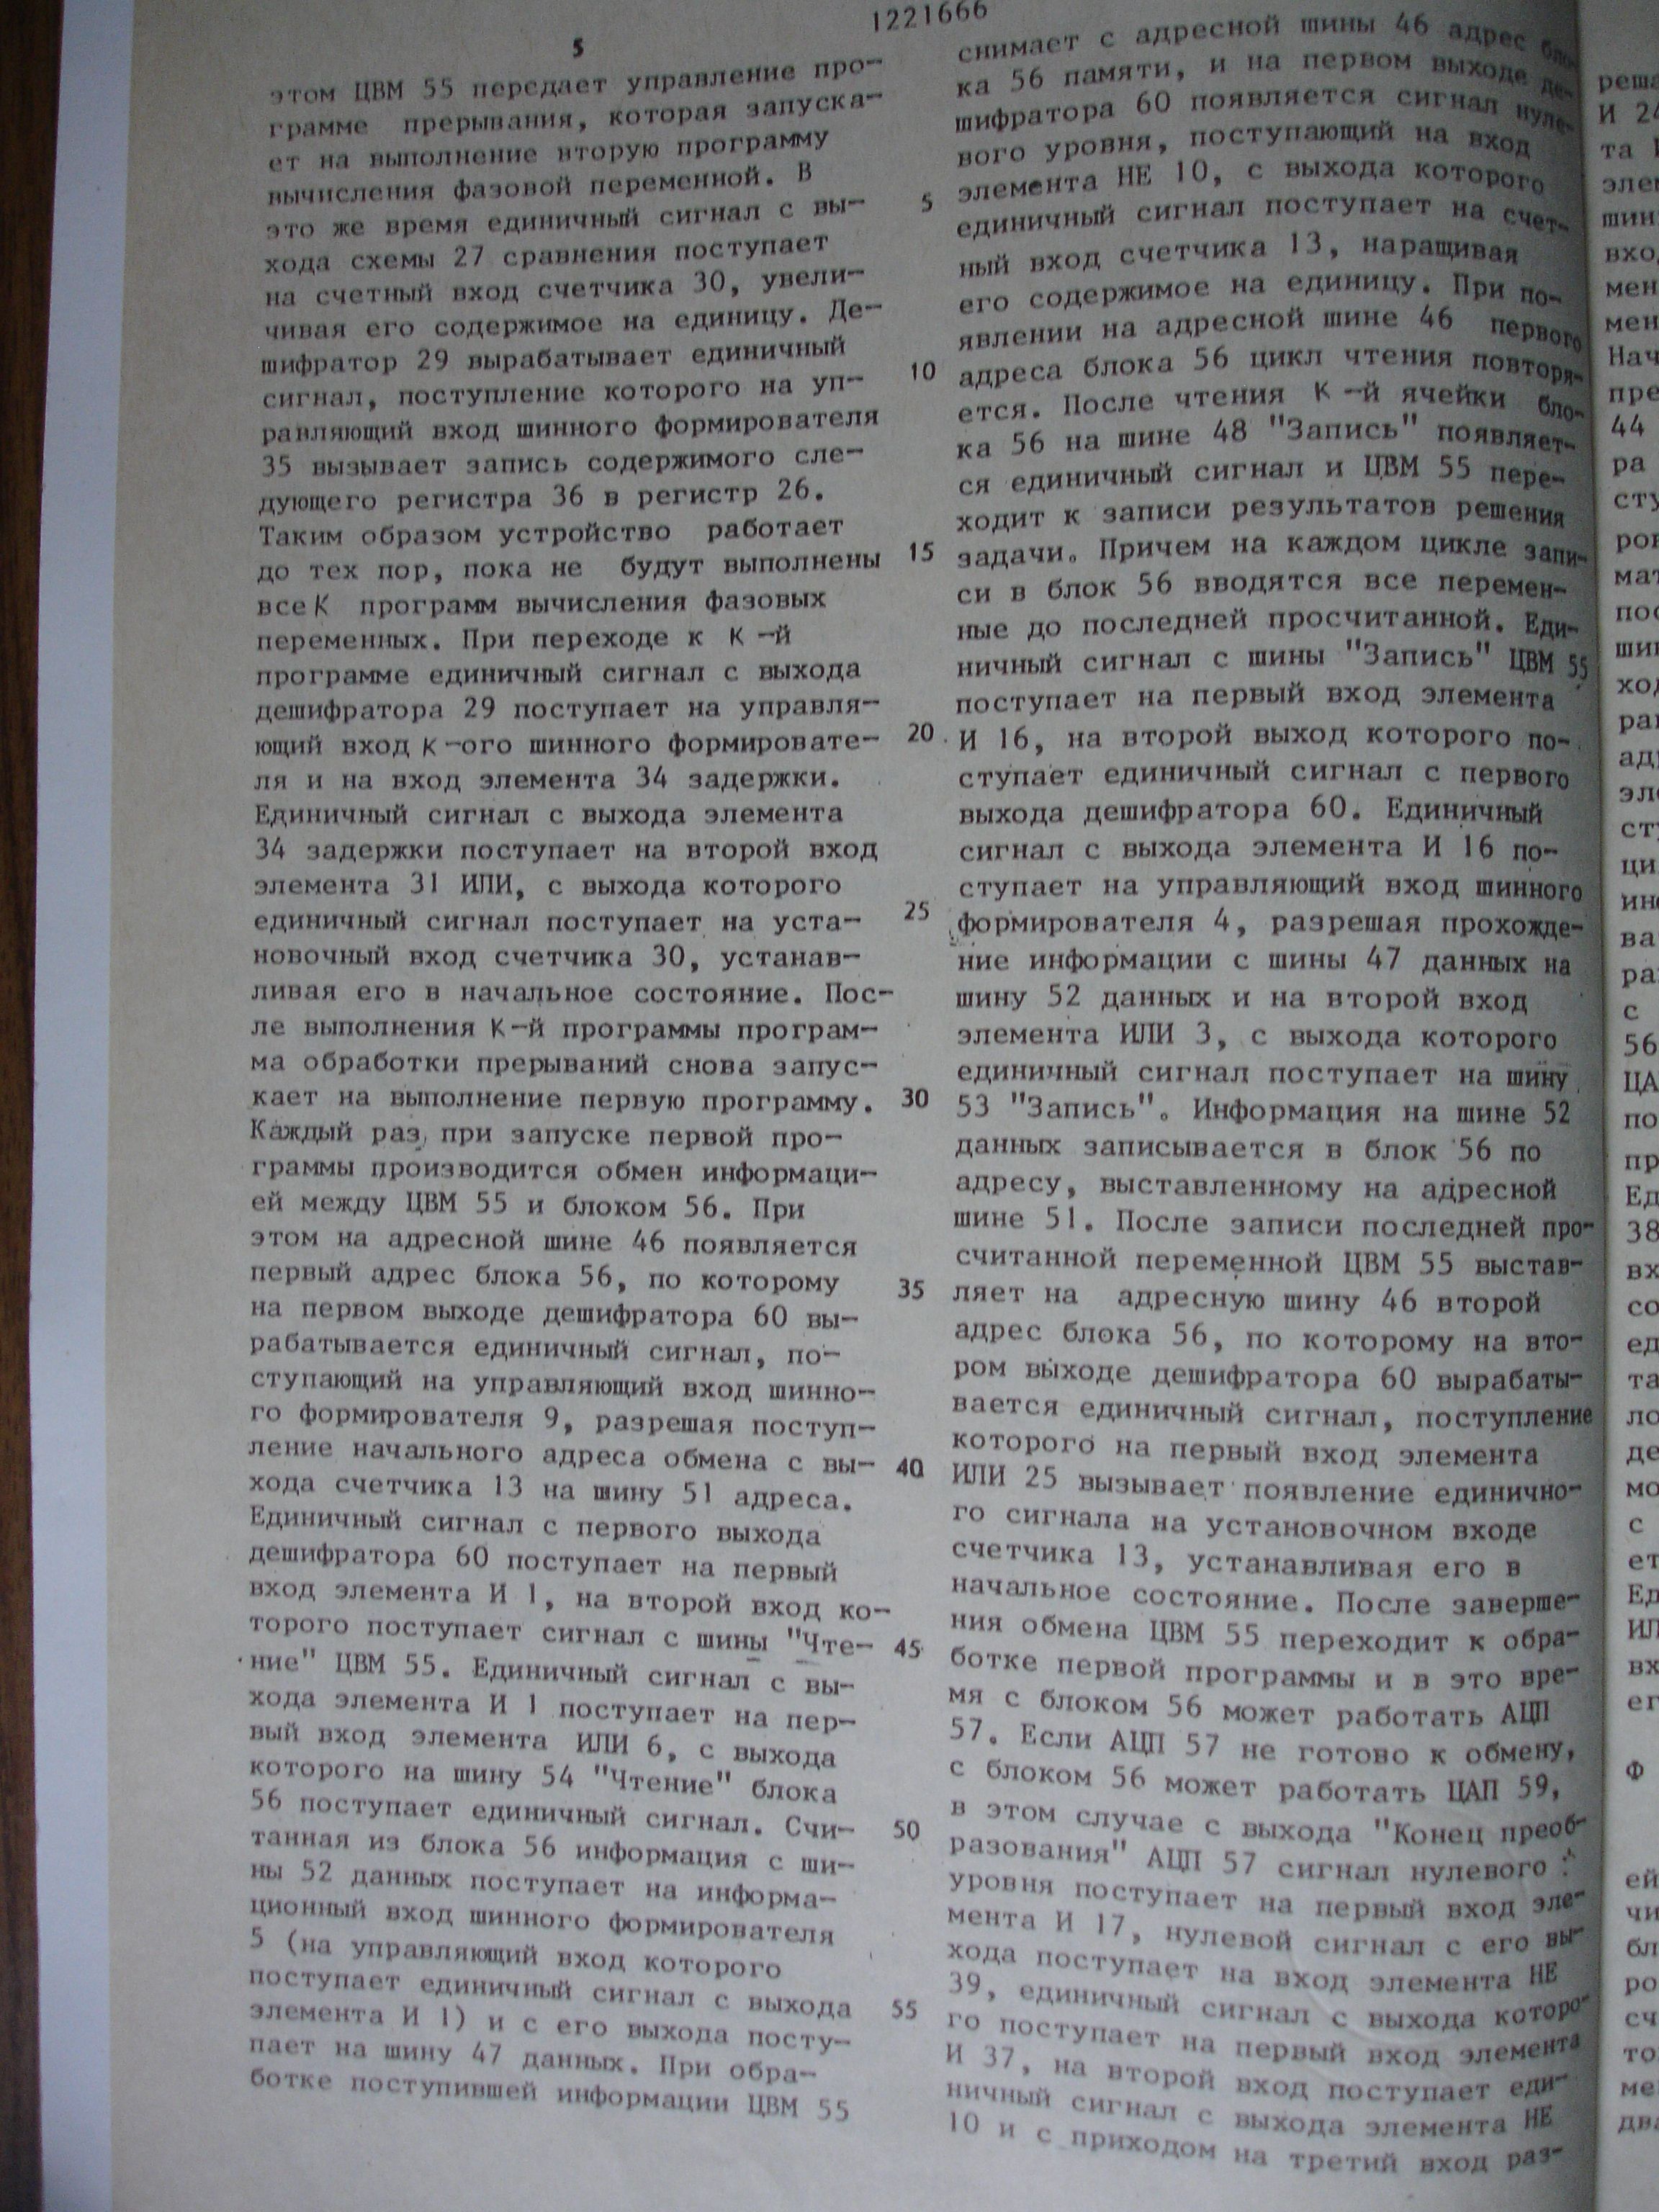 1221666
5
этом ЦВМ 55 передает управление про-
грамме прерывания, которая запуска-
ет на выполнение вторую программу
вычисления фазовой переменной. В
это же время единичный сигнал с вы-
хода схемы 27 сравнения поступает
на счетный вход счетчика 30, увели-
чивая его содержимое на единицу. Де-
шифратор 29 вырабатывает единичный
сигнал, поступление которого на уп-
равляющий вход шинного формирователя
35 вызывает запись содержимого сле-
дующего регистра 36 в регистр 26.
Таким образом устройство работает
до тех пор, пока не будут выполнены
все К программ вычисления фазовых
переменных. При переходе к К-й
программе единичный сигнал с выхода
дешифратора 29 поступает на управля-
ющий вход К-ого шинного формировате-
ля и на вход элемента 34 задержки.
Единичный сигнал с выхода элемента
34 задержки поступает на второй вход
элемента 31 ИЛИ, с выхода которого
единичный сигнал поступает на уста-
новочный вход счетчика 30, устанав-
ливая его в начальное состояние. Пос-
ле выполнения К-й программы програм-
ма обработки прерываний снова запус-
кает на выполнение первую программу.
Каждый раз при запуске первой про-
граммы производится обмен информаци-
ей между ЦВМ 55 и блоком 56. При
этом на адресной шине 46 появляется
первый адрес блока 56, по которому
на первом выходе дешифратора 60 вы-
рабатывается единичный сигнал, по-
ступающий на управляющий вход шинно-
го формирователя 9, разрешая поступ-
ление начального адреса обмена с вы-
хода счетчика 13 на шину 51 адреса.
Единичный сигнал с первого выхода
дешифратора 60 поступает на первый
вход элемента И 1, на второй вход ко-
торого поступает сигнал с шины "Чте-
ние" ЦВМ 55. Единичный сигнал с вы-
хода элемента И 1 поступает на пер-
вый вход элемента ИЛИ 6, с выхода
которого на шину 54 "Чтение" блока
56 поступает единичный сигнал. Счи-
танная из блока 56 информация с ши-
ны 52 данных поступает на информа-
ционный вход шинного формирователя
5 (на управляющий вход которого
поступает единичный сигнал с выхода
элемента И 1) и с его выхода посту-
пает на шину 47 данных. При обра-
ботке поступившей информации ЦВМ 55
5
10
15
20
25
30
35
40
45
50
55
снимает с адресной шины 46 адрес бло-
ка 56 памяти, и на первом выходе де-
шифратора 60 появляется сигнал нуле-
вого уровня, поступающий на вход
элемента НЕ 10, с выхода которого
единичный сигнал поступает на счет-
ный вход счетчика 13, наращивая
его содержимое на единицу. При по-
явлении на адресной шине 46 первого
адреса блока 56 цикл чтения повторя-
ется. После чтения К-й ячейки бло-
ка 56 на шине 48 "Запись" появляет-
ся единичный сигнал и ЦВМ 55 пере-
ходит к записи результатов решения
задачи. Причем на каждом цикле запи-
си в блок 56 вводятся все перемен-
ные до последней просчитанной. Еди-
ничный сигнал с шины "Запись" ЦВМ 55
поступает на первый вход элемента
И 16, на второй выход которого по-
ступает единичный сигнал с первого
выхода дешифратора 60. Единичный
сигнал с выхода элемента И 16 по-
ступает на управляющий вход шинного
формирователя 4, разрешая прохожде-
ние информации с шины 47 данных на
шину 52 данных и на второй вход
элемента ИЛИ 3, с выхода которого
единичный сигнал поступает на шину
53 "Запись". Информация на шине 52
данных записывается в блок 56 по
адресу, выставленному на адресной
шине 51. После записи последней про-
считанной переменной ЦВМ 55 выстав-
ляет на адресную шину 46 второй
адрес блока 56, по которому на вто-
ром выходе дешифратора 60 вырабаты-
вается единичный сигнал, поступление
которого на первый вход элемента
ИЛИ 25 вызывает появление единично-
го сигнала на установочном входе
счетчика 13, устанавливая его в
начальное состояние. После заверше-
ния обмена ЦВМ 55 переходит к обра-
ботке первой программы и в это вре-
мя с блоком 56 может работать АЦП
57. Если АЦП 57 не готово к обмену,
с блоком 56 может работать ЦАП 59,
в этом случае с выхода "Конец преоб-
разования" АЦП 57 сигнал нулевого
уровня поступает на первый вход эле-
мента И 17, нулевой сигнал с его вы-
хода поступает на вход элемента НЕ
39, единичный сигнал с выхода которо-
го поступает на первый вход элемента
И 37, на второй вход поступает еди-
ничный сигнал с выхода элемента НЕ
10 и с приходом на третий вход раз-